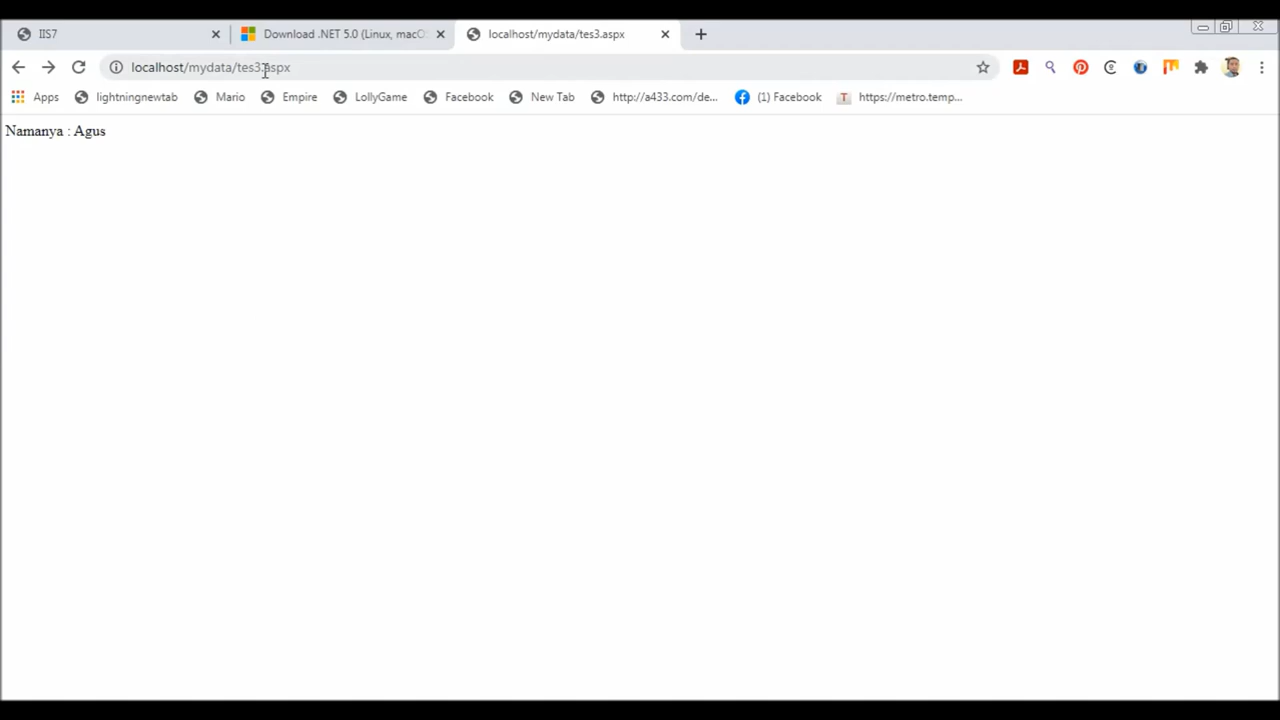 IIS7 Download .NET 5.0 (Linux, macO localhost/mydata/tes3.aspx
localhost/mydata/tes3.aspx
Apps lightningnewtab Mario Empire LollyGame Facebook New Tab http://a433.com/de... (1) Facebook T https://metro.temp...
Namanya : Agus